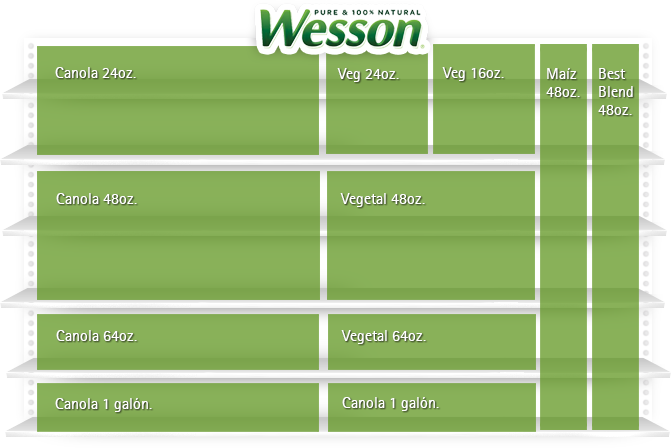 PURE & 100% NATURAL
Wesson
Canola 24oz.
Veg 24oz.
Veg 16oz.
Maíz
48oz.
Best
Blend
48oz.
Canola 48oz.
Vegetal 48oz.
Canola 64oz.
Vegetal 64oz.
Canola 1 galón.
Canola 1 galón.